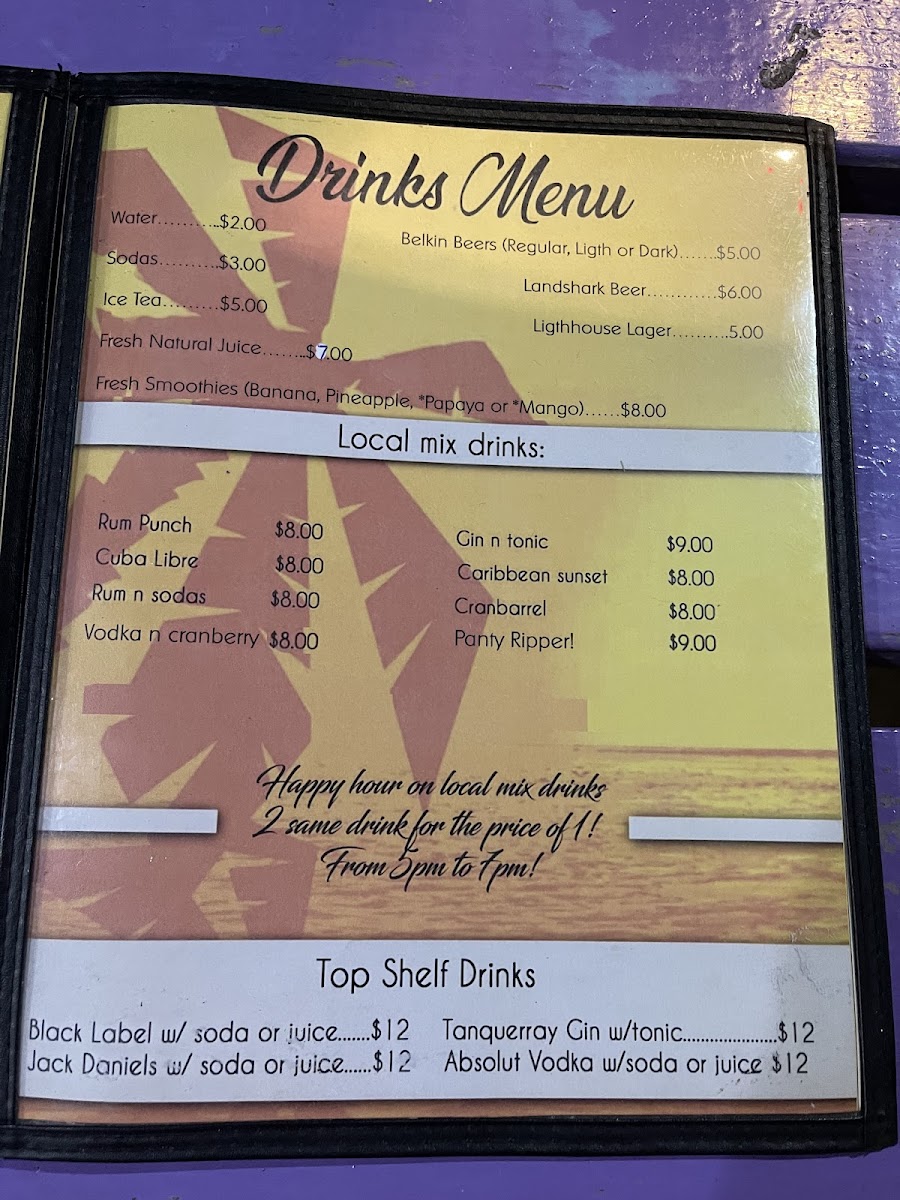 Drinks Menu
Water...........$2.00
Sodas..........$3.00
Ice Tea.........$5.00
Fresh Natural Juice........$7.00
Fresh Smoothies (Banana, Pineapple, *Papaya or *Mango)......$8.00
Belkin Beers (Regular, Ligth or Dark).......$5.00
Landshark Beer............$6.00
Ligthhouse Lager..........5.00
Local mix drinks:
Rum Punch $8.00
Cuba Libre $8.00
Rum n sodas $8.00
Vodka n cranberry $8.00
Gin n tonic $9.00
Caribbean sunset $8.00
Cranbarrel $8.00
Panty Ripper! $9.00
Happy hour on local mix drinks
2 same drink for the price of 1!
From 5pm to 7pm!
Top Shelf Drinks
Black Label w/ soda or juice......$12
Jack Daniels w/ soda or juice......$12
Tanquerray Gin w/tonic......................$12
Absolut Vodka w/soda or juice $12